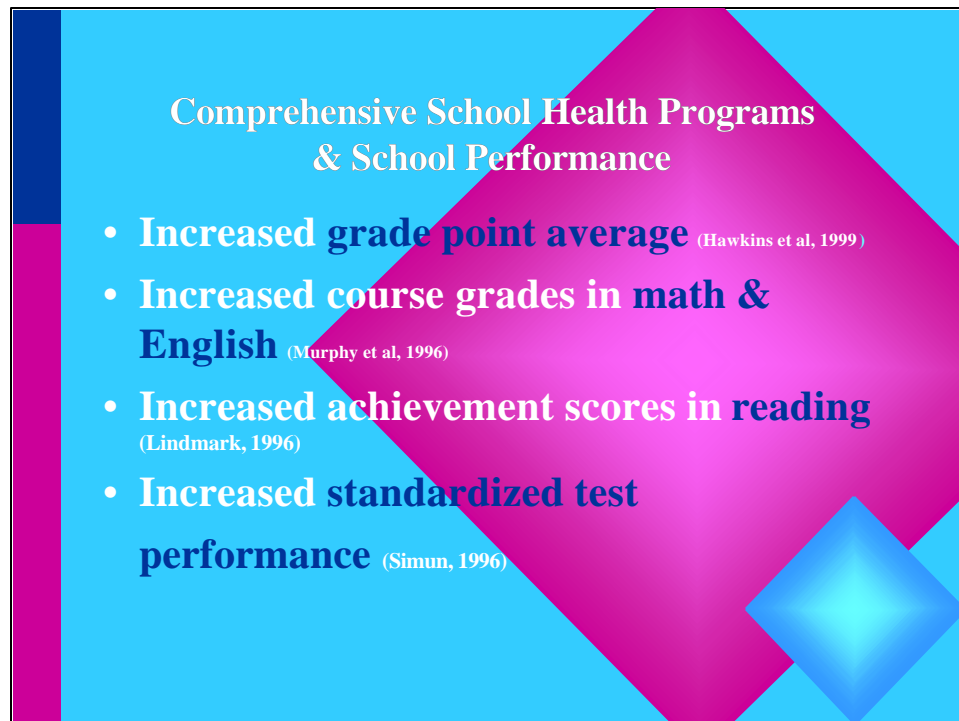 Comprehensive School Health Programs
& School Performance
• Increased grade point average (Hawkins et al, 1999)
• Increased course grades in math &
English (Murphy et al, 1996)
• Increased achievement scores in reading
(Lindmark, 1996)
• Increased standardized test
performance (Simun, 1996)